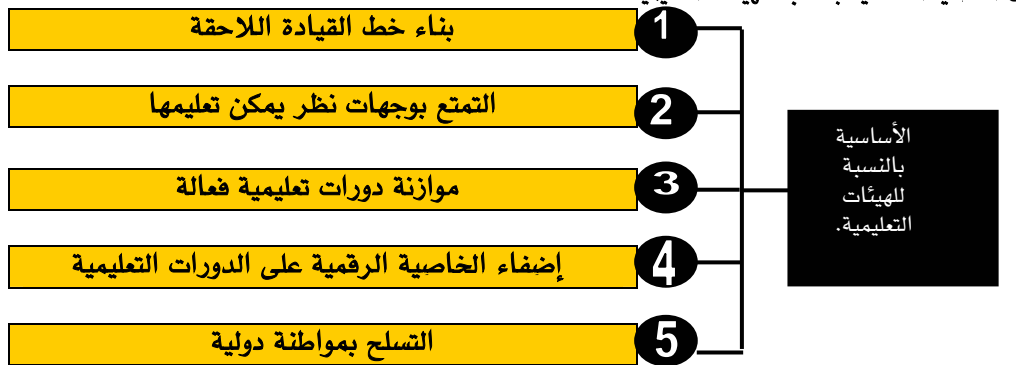 بناء خط القيادة اللاحقة
1
التمتع بوجهات نظر يمكن تعليمها
2
موازنة دورات تعليمية فعالة
3
إضفاء الخاصية الرقمية على الدورات التعليمية
4
التسلح بمواطنة دولية
5
الأساسية
بالنسبة
للهيئات
التعليمية.